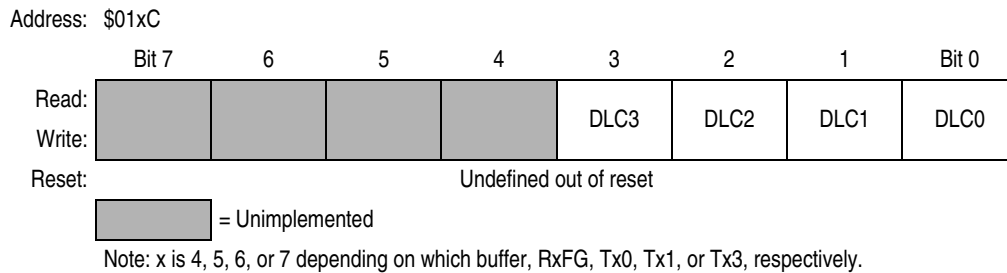 Address: $01xC
Bit 7 6 5 4 3 2 1 Bit 0
Read:
DLC3 DLC2 DLC1 DLC0
Write:
Reset: Undefined out of reset
= Unimplemented
Note: x is 4, 5, 6, or 7 depending on which buffer, RxFG, Tx0, Tx1, or Tx3, respectively.